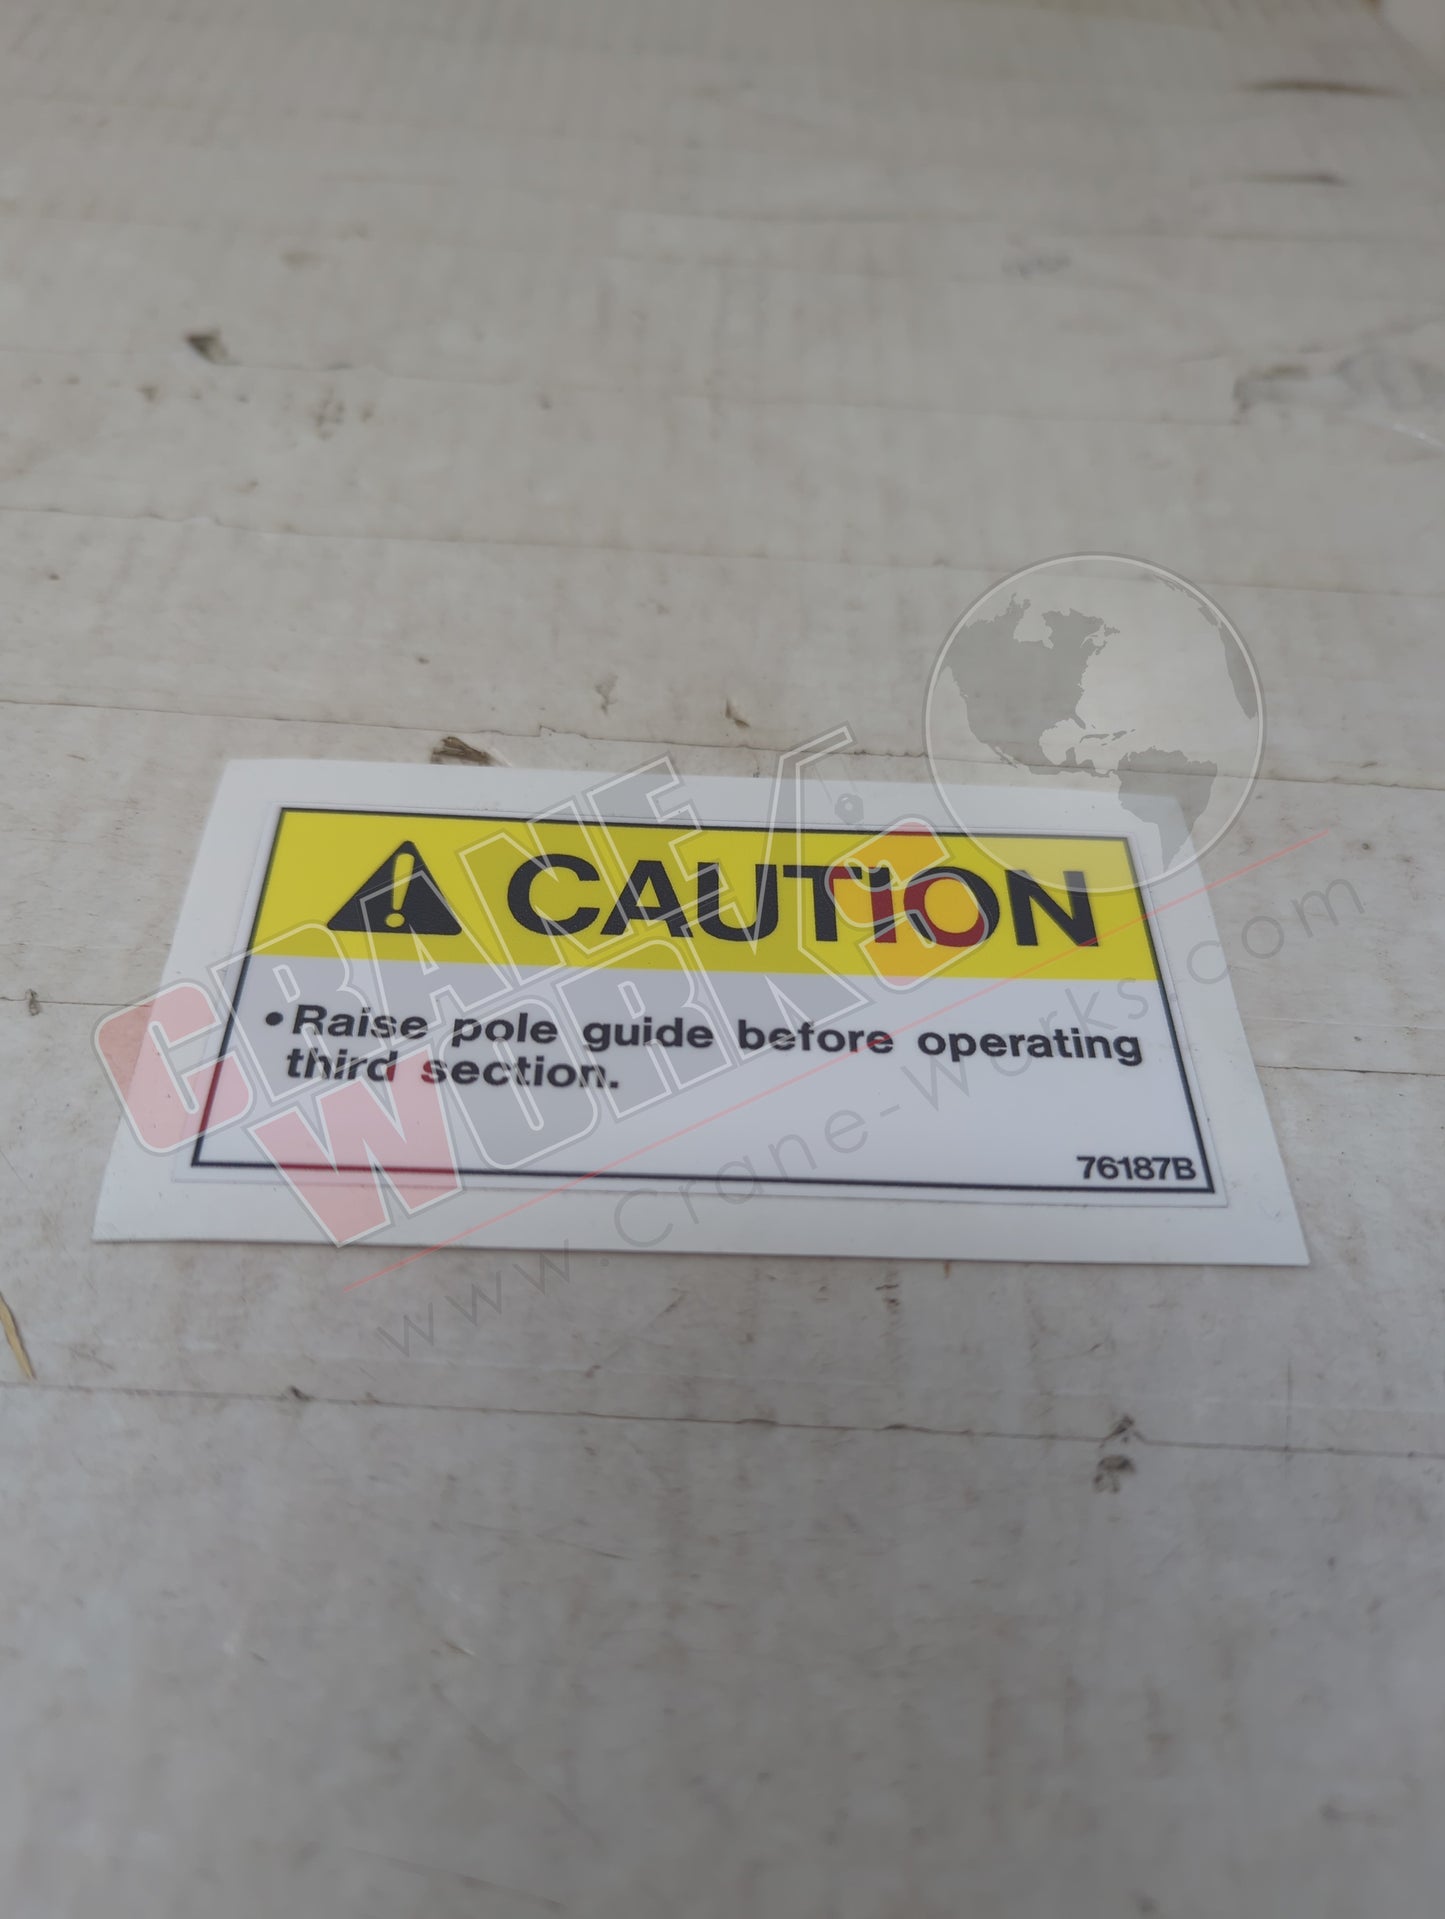 CAUTION
•Raise pole guide before operating
third section.
76187B
CRANE
WORKS
www.Crane-Works.com